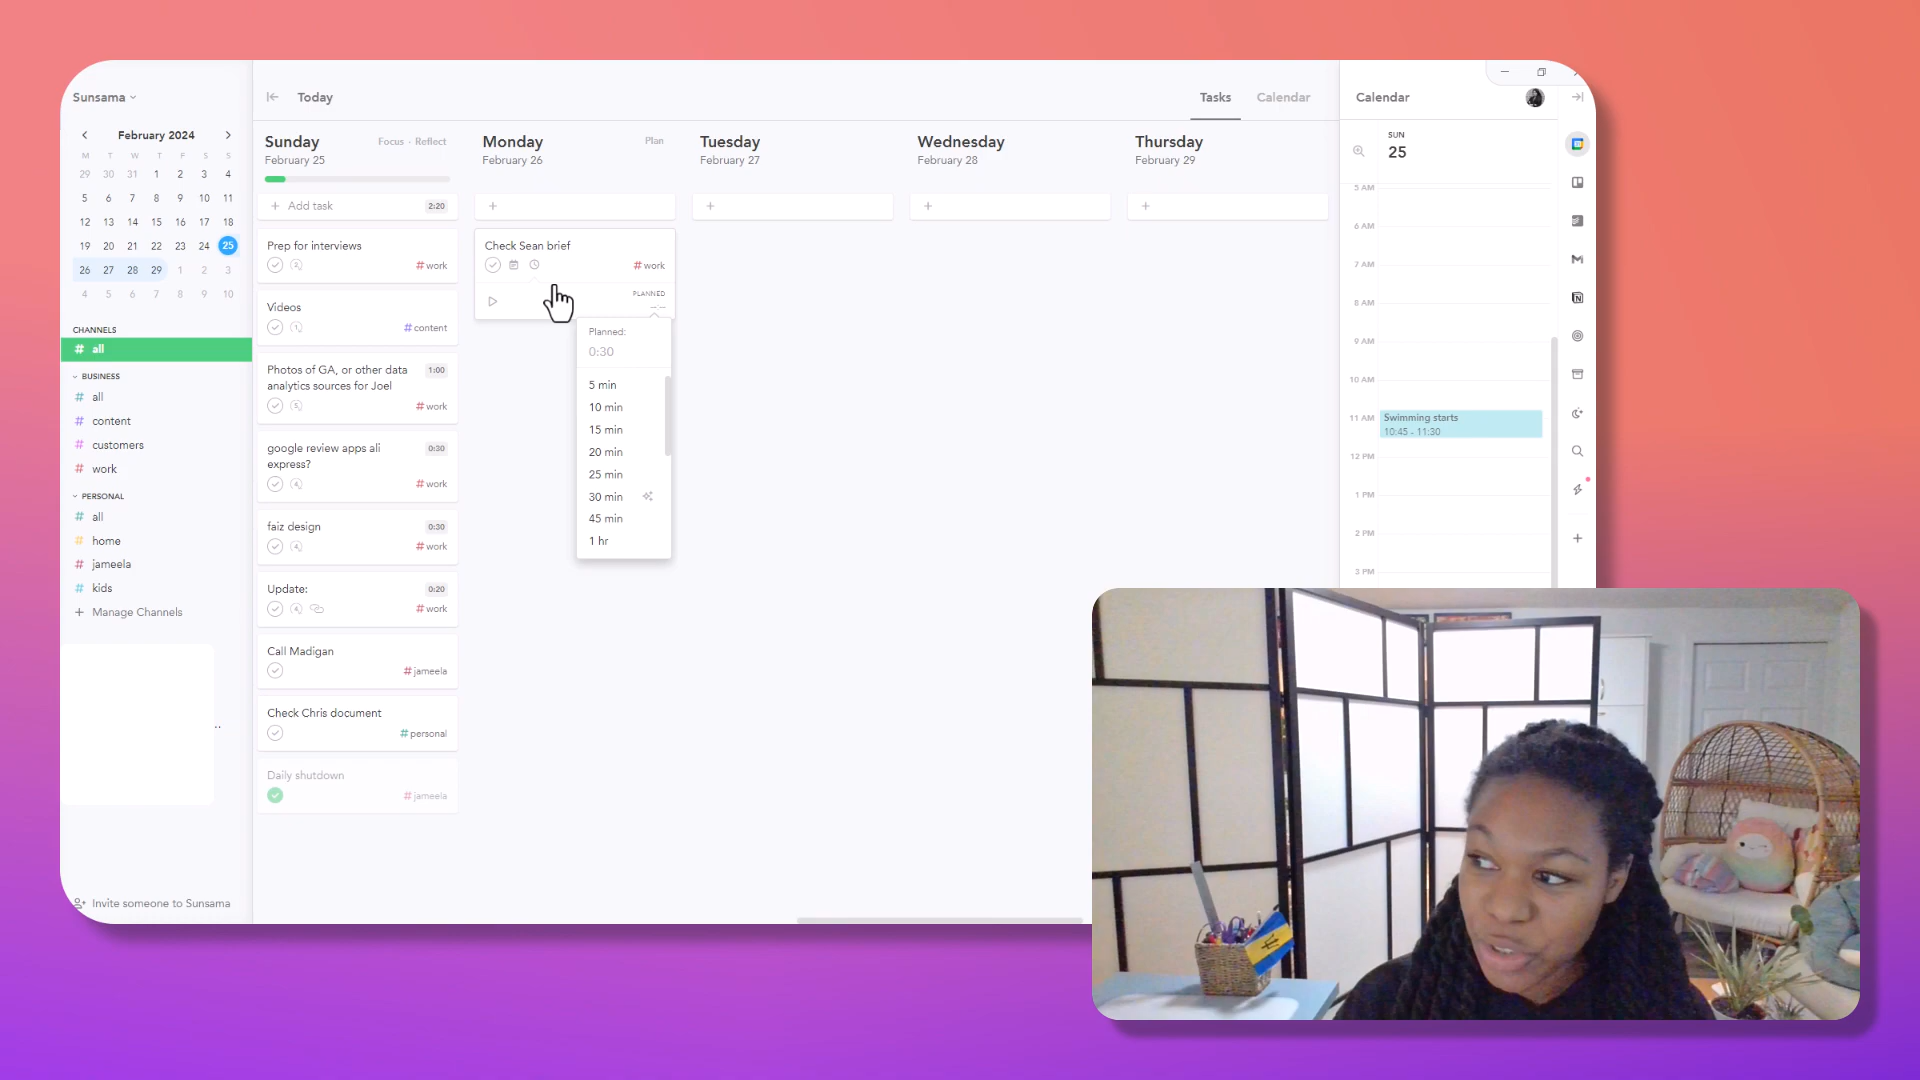 Sunsama
February 2024
M T W T F S S
29 30 31 1 2 3 4
5 6 7 8 9 10 11
12 13 14 15 16 17 18
19 20 21 22 23 24 25
26 27 28 29 1 2 3
4 5 6 7 8 9 10
CHANNELS
# all
BUSINESS
# all
# content
# customers
# work
PERSONAL
# all
# home
# jameela
# kids
+ Manage Channels
..
Invite someone to Sunsama
Today
Tasks
Calendar
Sunday
Focus · Reflect
February 25
+ Add task
2:20
Prep for interviews
#work
Videos
#content
Photos of GA, or other data
analytics sources for Joel
1:00
#work
google review apps ali
express?
0:30
#work
faiz design
0:30
#work
Update:
0:20
#work
Call Madigan
#jameela
Check Chris document
#personal
Daily shutdown
#jameela
Monday
Plan
February 26
+
Check Sean brief
#work
PLANNED
--:--
Planned:
0:30
5 min
10 min
15 min
20 min
25 min
30 min
45 min
1 hr
Tuesday
February 27
+
Wednesday
February 28
+
Thursday
February 29
+
Calendar
SUN
25
5 AM
6 AM
7 AM
8 AM
9 AM
10 AM
11 AM
Swimming starts
10:45 - 11:30
12 PM
1 PM
2 PM
3 PM